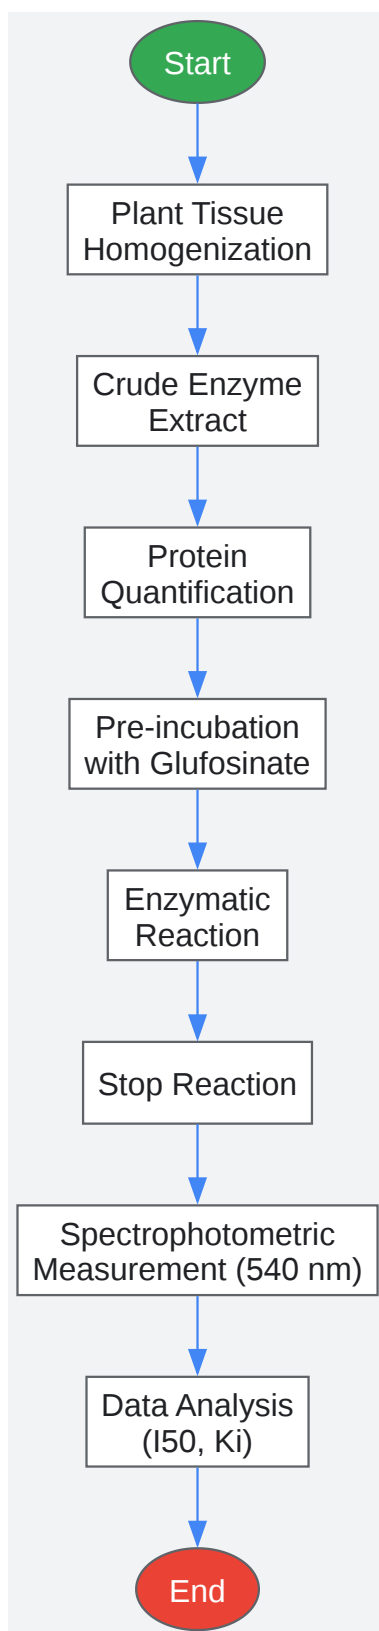 Start
Plant Tissue
Homogenization
Crude Enzyme
Extract
Protein
Quantification
Pre-incubation
with Glufosinate
Enzymatic
Reaction
Stop Reaction
Spectrophotometric
Measurement (540 nm)
Data Analysis
(I50, Ki)
End